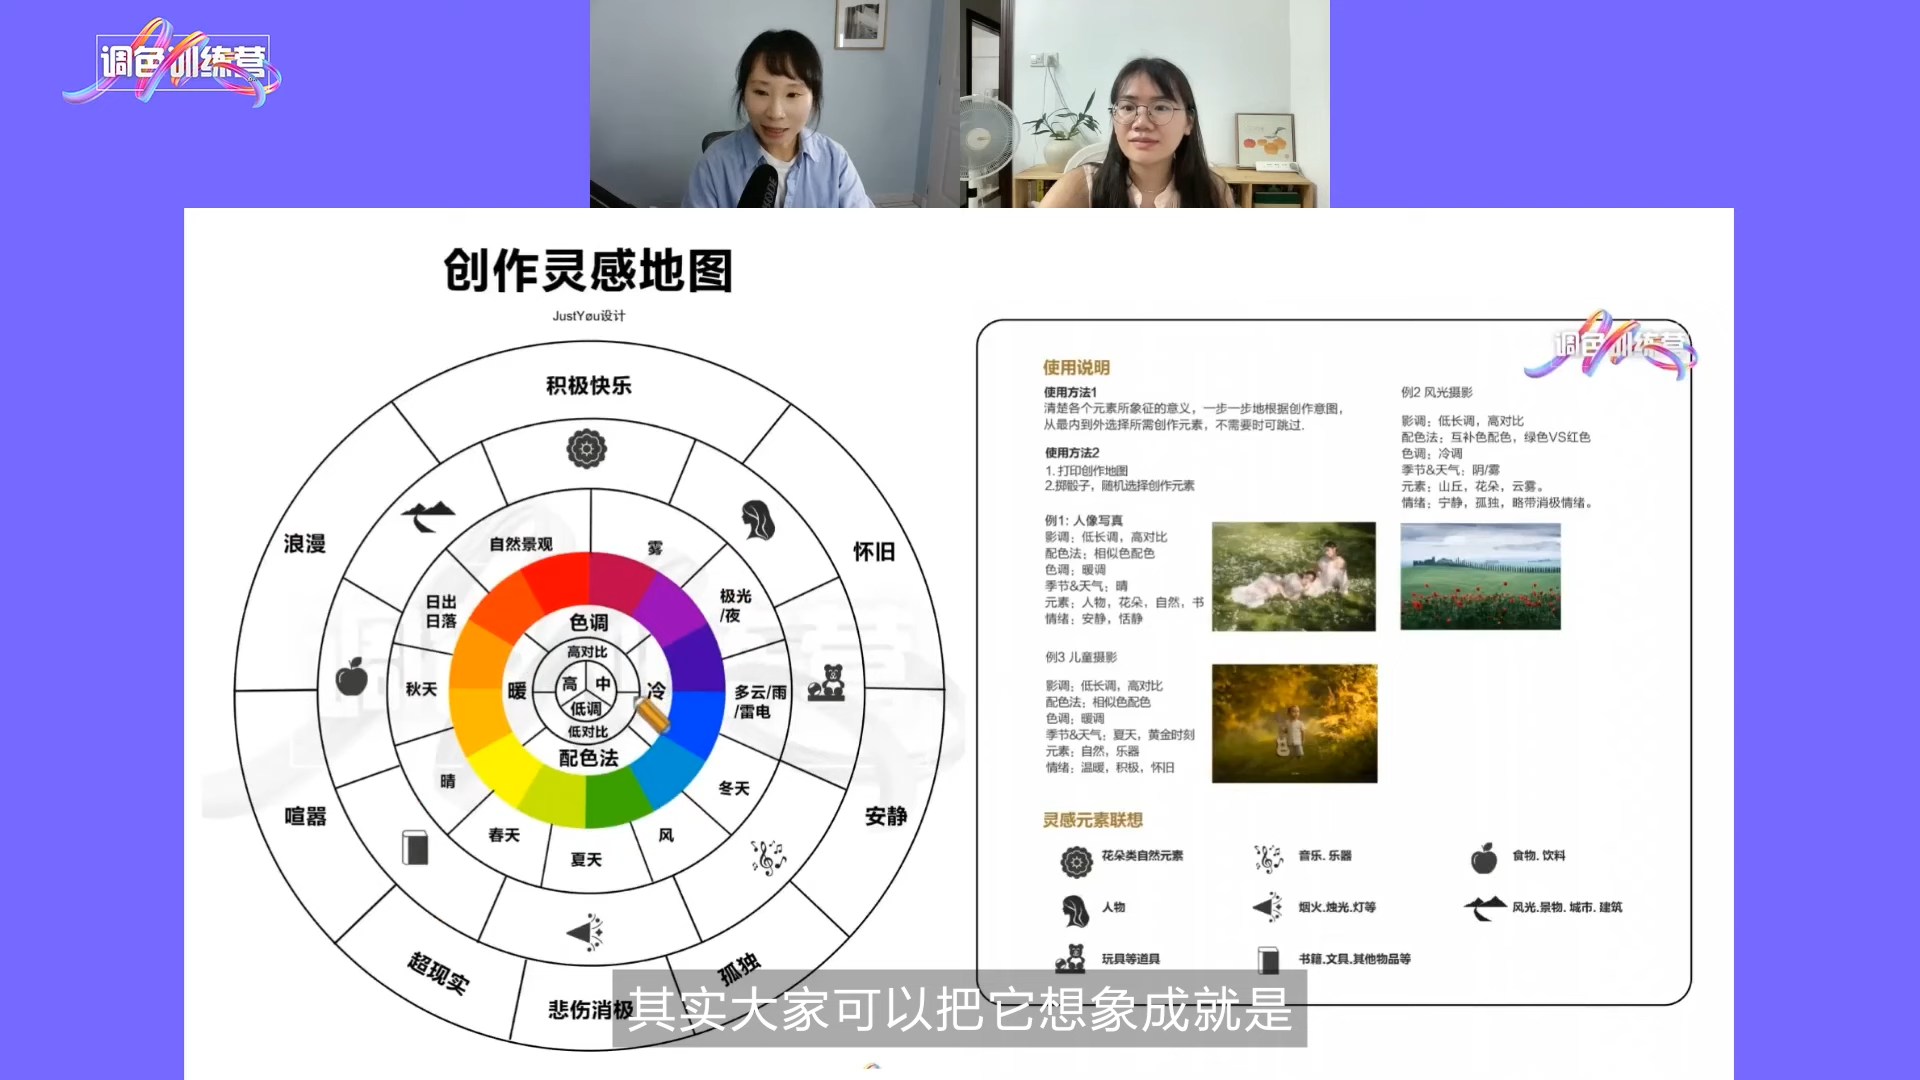 调色训练营
创作灵感地图
JustYøu设计
积极快乐
浪漫
怀旧
自然景观
雾
日出
日落
极光
/夜
色调
高对比
秋天
暖
高
中
冷
多云/雨
/雷电
低调
低对比
配色法
晴
冬天
喧嚣
安静
春天
风
夏天
超现实
孤独
悲伤消极
调色训练营
使用说明
使用方法1
清楚各个元素所象征的意义，一步一步地根据创作意图，
从最内到外选择所需创作元素，不需要时可跳过.
使用方法2
1. 打印创作地图
2.掷骰子，随机选择创作元素
例1: 人像写真
影调：低长调，高对比
配色法：相似色配色
色调：暖调
季节&天气：晴
元素：人物，花朵，自然，书
情绪：安静，恬静
例2 风光摄影
影调：低长调，高对比
配色法：互补色配色，绿色VS红色
色调：冷调
季节&天气：阴/雾
元素：山丘，花朵，云雾。
情绪：宁静，孤独，略带消极情绪。
例3 儿童摄影
影调：低长调，高对比
配色法：相似色配色
色调：暖调
季节&天气：夏天，黄金时刻
元素：自然，乐器
情绪：温暖，积极，怀旧
灵感元素联想
花朵类自然元素
音乐. 乐器
食物. 饮料
人物
烟火.烛光.灯等
风光.景物. 城市. 建筑
玩具等道具
书籍.文具.其他物品等
其实大家可以把它想象成就是